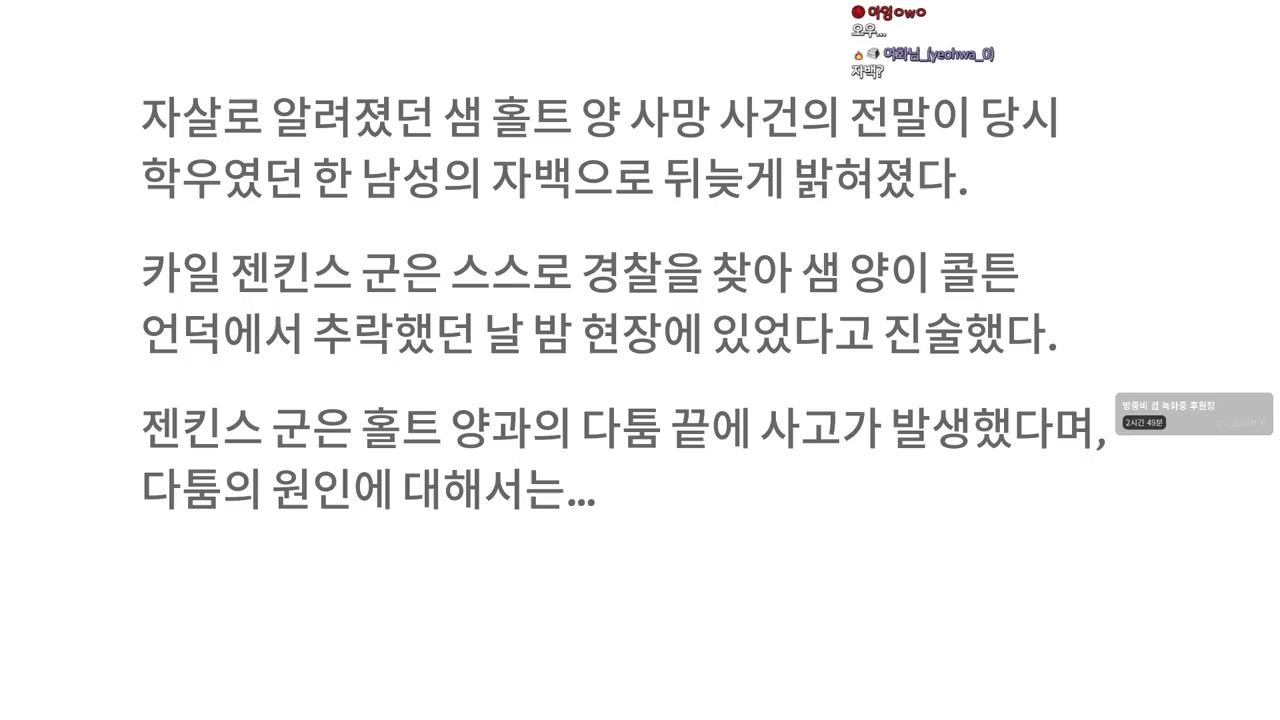 아영ㅇwㅇ
오우...
여화님_(yeohwa_0)
자백?
자살로 알려졌던 샘 홀트 양 사망 사건의 전말이 당시
학우였던 한 남성의 자백으로 뒤늦게 밝혀졌다.
카일 젠킨스 군은 스스로 경찰을 찾아 샘 양이 콜튼
언덕에서 추락했던 날 밤 현장에 있었다고 진술했다.
젠킨스 군은 홀트 양과의 다툼 끝에 사고가 발생했다며,
다툼의 원인에 대해서는...
방종비 겸 녹화중 후원창
2시간 49분